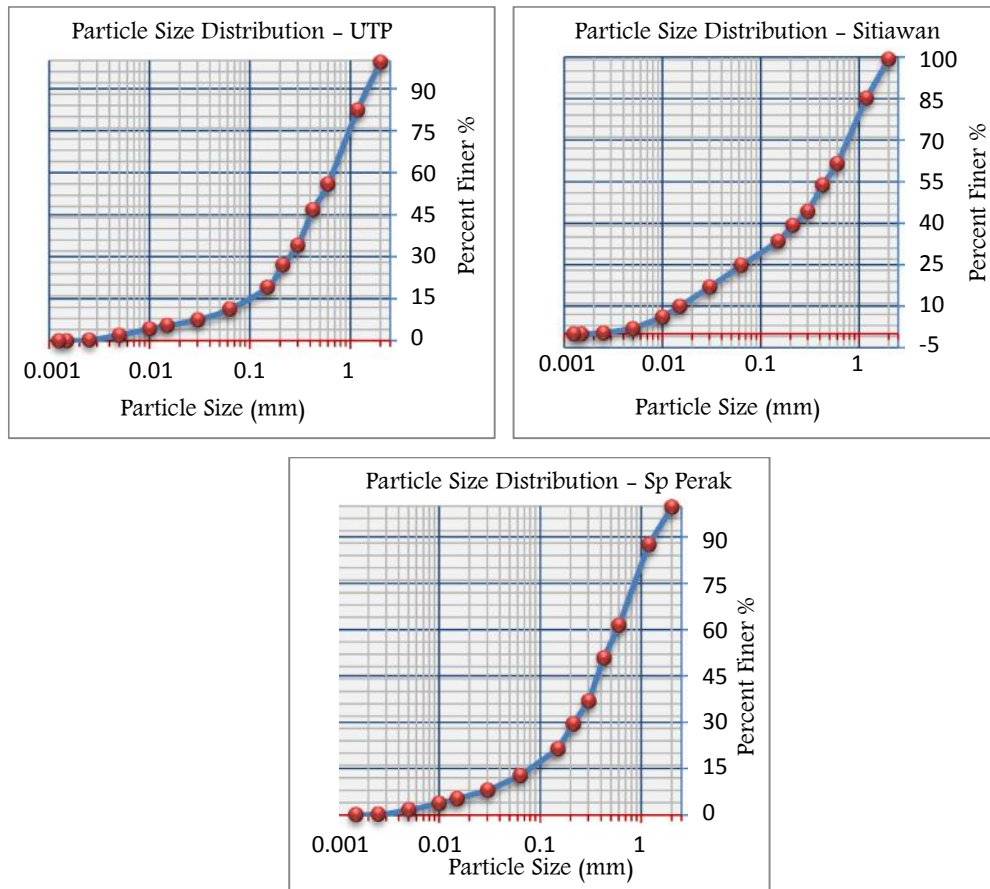 Particle Size Distribution - UTP
90
75
60
45
30
15
0
Percent Finer %
0.001 0.01 0.1 1
Particle Size (mm)
Particle Size Distribution - Sitiawan
100
85
70
55
40
25
10
-5
Percent Finer %
0.001 0.01 0.1 1
Particle Size (mm)
Particle Size Distribution - Sp Perak
90
75
60
45
30
15
0
Percent Finer %
0.001 0.01 0.1 1
Particle Size (mm)